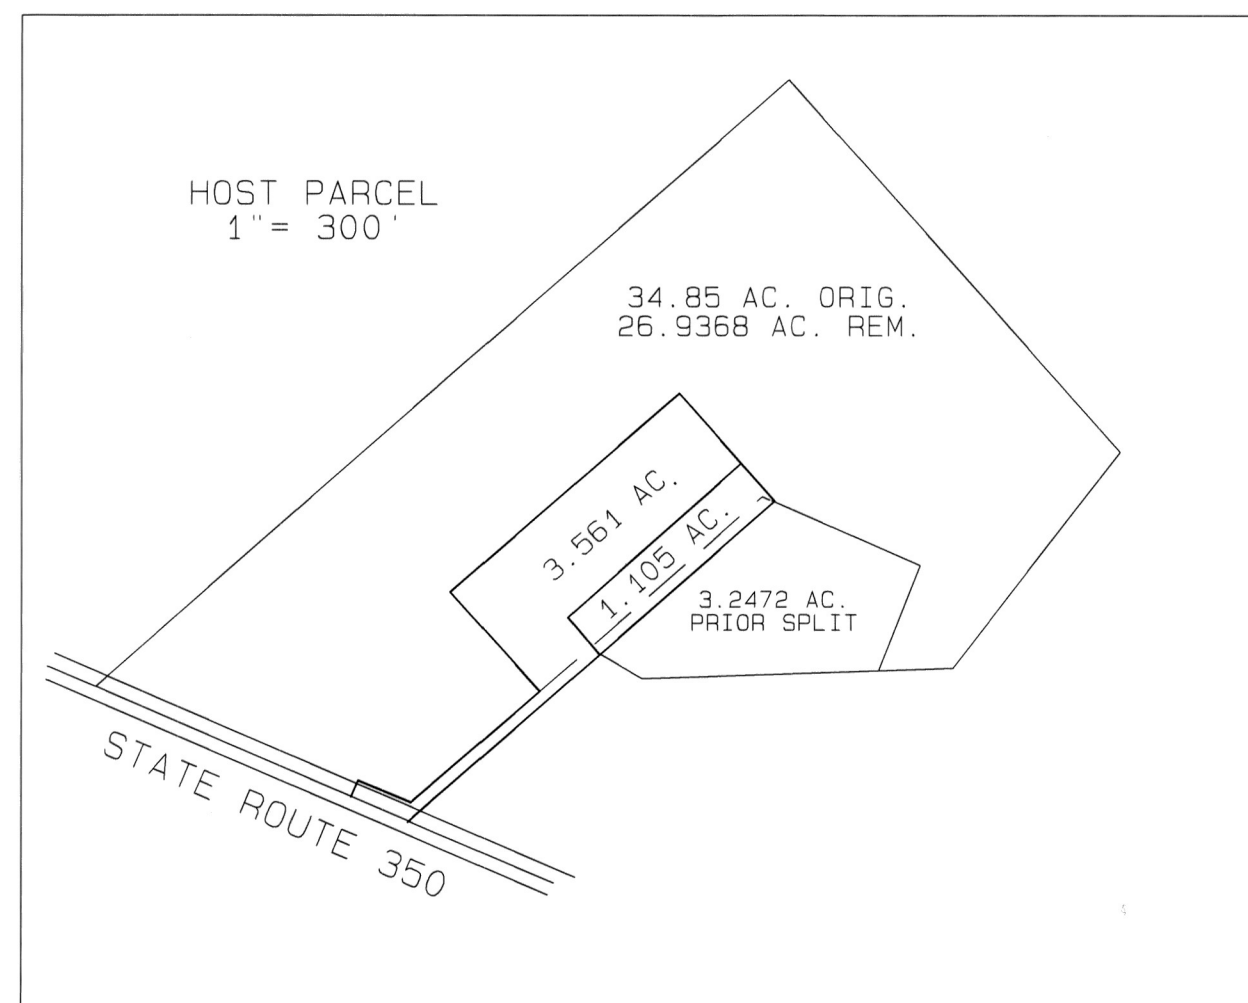 HOST PARCEL
1"= 300'
34.85 AC. ORIG.
26.9368 AC. REM.
3.561 AC.
1.105 AC.
3.2472 AC.
PRIOR SPLIT
STATE ROUTE 350